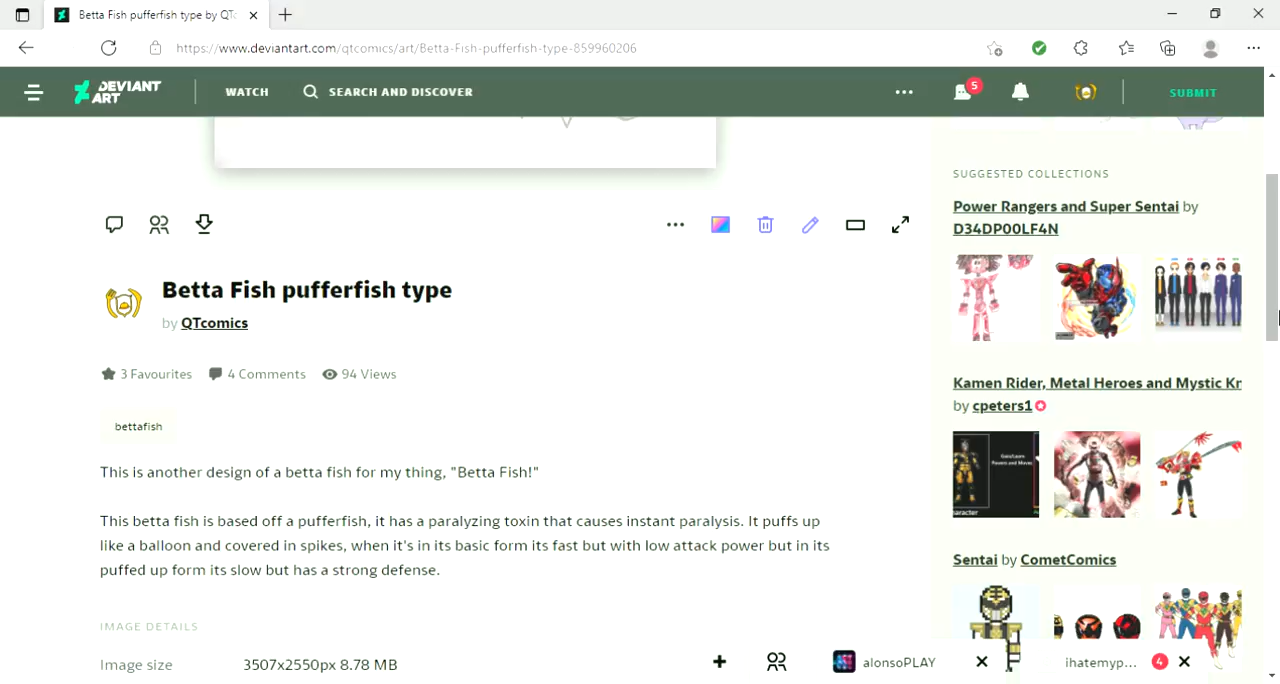 Betta Fish pufferfish type by QTc
https://www.deviantart.com/qtcomics/art/Betta-Fish-pufferfish-type-859960206
DEVIANT ART
WATCH
SEARCH AND DISCOVER
5
SUBMIT
Betta Fish pufferfish type
by QTcomics
3 Favourites
4 Comments
94 Views
bettafish
This is another design of a betta fish for my thing, "Betta Fish!"
This betta fish is based off a pufferfish, it has a paralyzing toxin that causes instant paralysis. It puffs up
like a balloon and covered in spikes, when it's in its basic form its fast but with low attack power but in its
puffed up form its slow but has a strong defense.
IMAGE DETAILS
Image size 3507x2550px 8.78 MB
SUGGESTED COLLECTIONS
Power Rangers and Super Sentai by
D34DP00LF4N
Kamen Rider, Metal Heroes and Mystic Kr
by cpeters1
Powers and Moves
Sentai by CometComics
alonsoPLAY
ihatemyp... 4